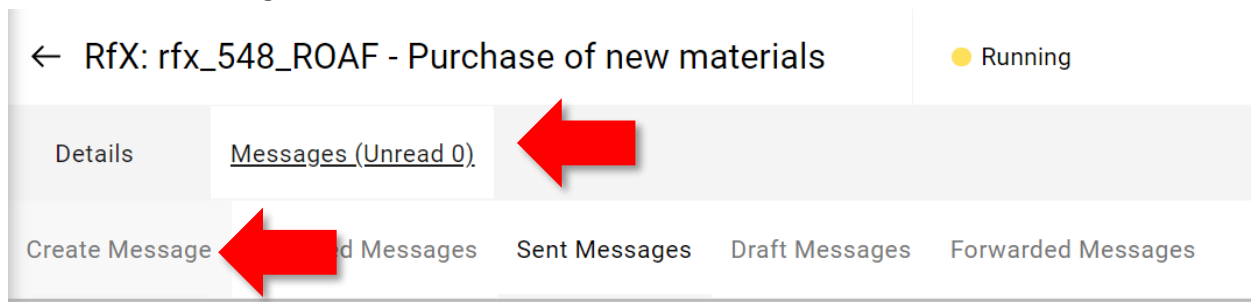 ← RfX: rfx_548_ROAF - Purchase of new materials Running
Details Messages (Unread 0)
Create Message Messages Sent Messages Draft Messages Forwarded Messages